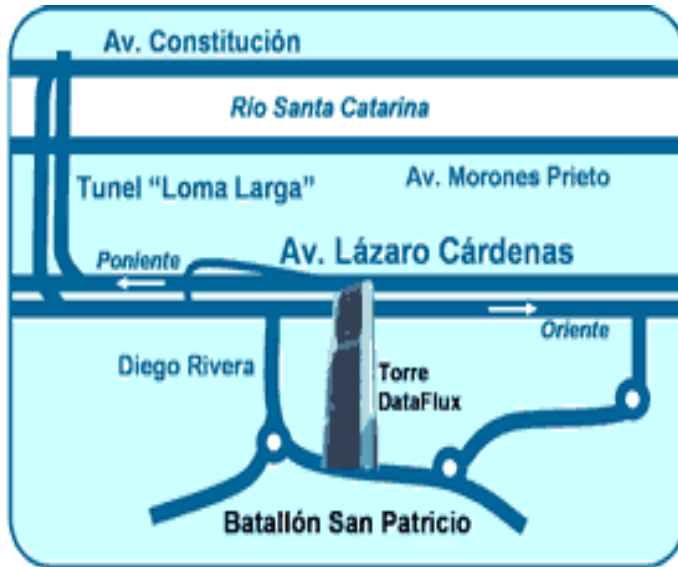 Av. Constitución
Río Santa Catarina
Tunel “Loma Larga”
Av. Morones Prieto
Av. Lázaro Cárdenas
Poniente
Oriente
Diego Rivera
Torre
DataFlux
Batallón San Patricio